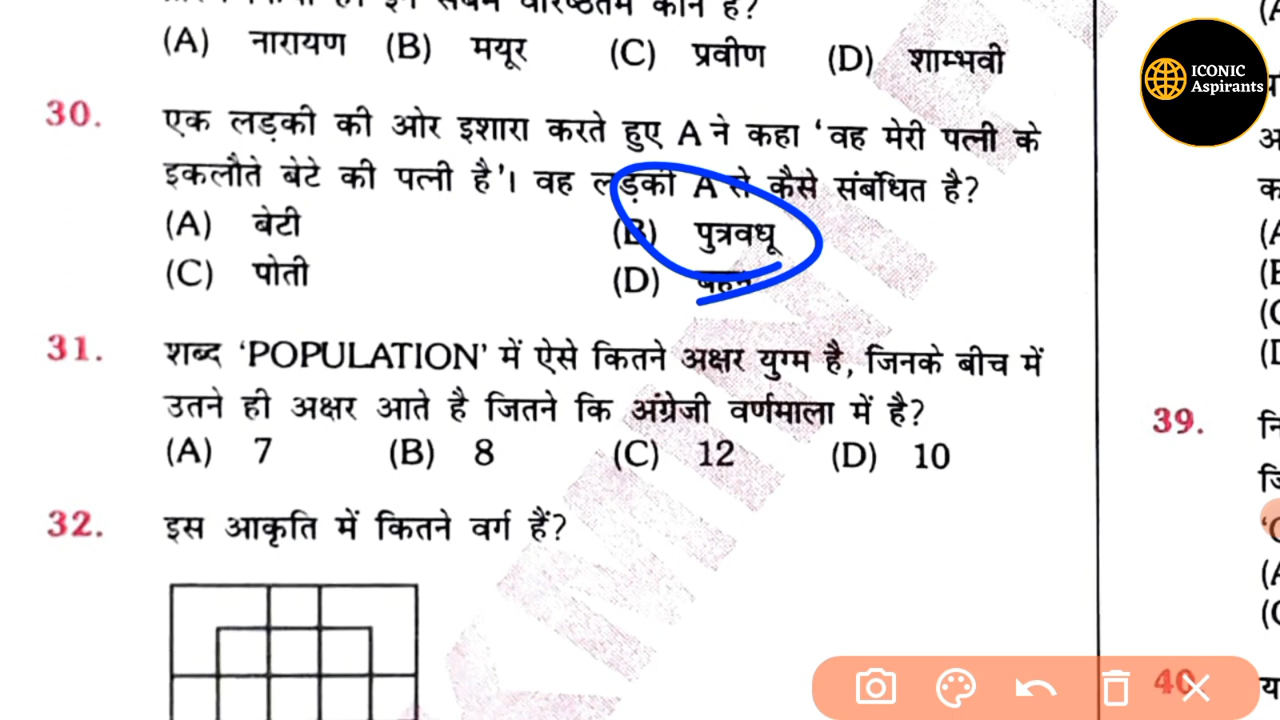 कौन है?
(A) नारायण (B) मयूर (C) प्रवीण (D) शाम्भवी
30. एक लड़की की ओर इशारा करते हुए A ने कहा 'वह मेरी पत्नी के
इकलौते बेटे की पत्नी है'। वह लड़की A से कैसे संबंधित है?
(A) बेटी (B) पुत्रवधू
(C) पोती (D) बहन
31. शब्द 'POPULATION' में ऐसे कितने अक्षर युग्म है, जिनके बीच में
उतने ही अक्षर आते है जितने कि अंग्रेजी वर्णमाला में है?
(A) 7 (B) 8 (C) 12 (D) 10
32. इस आकृति में कितने वर्ग हैं?
ICONIC
Aspirants
39.
40